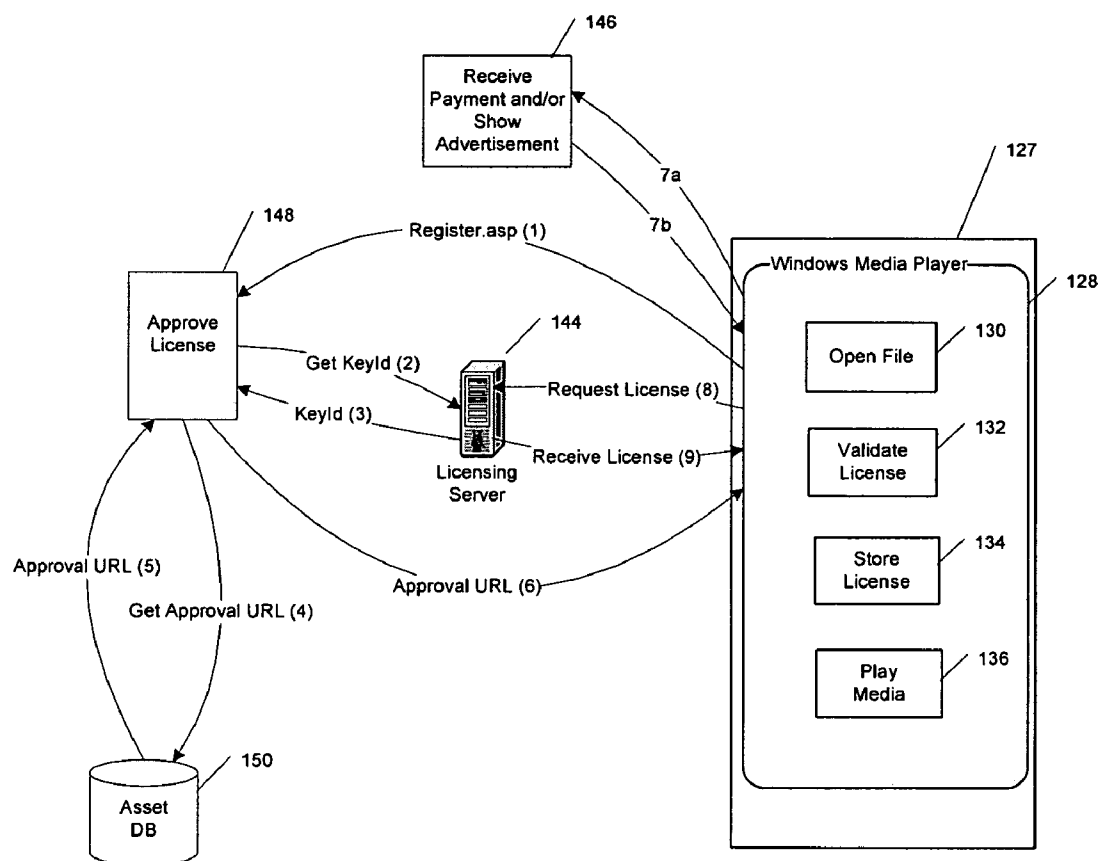 146
Receive
Payment and/or
Show
Advertisement
127
7a
7b
148
Register.asp (1)
Windows Media Player
128
Approve
License
144
130
Open File
Get KeyId (2)
Request License (8)
KeyId (3)
132
Validate
License
Receive License (9)
Licensing
Server
134
Store
License
Approval URL (5)
Approval URL (6)
Get Approval URL (4)
136
Play
Media
150
Asset
DB